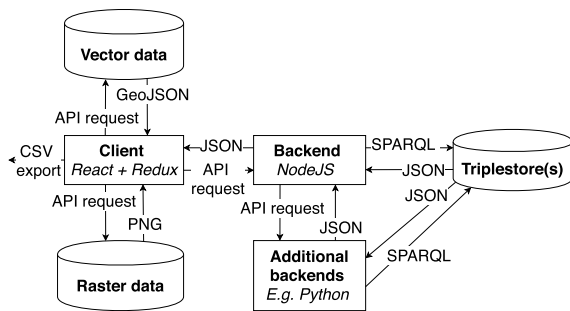 Vector data
GeoJSON
API request
CSV
export
Client
React + Redux
JSON
API
request
Backend
NodeJS
SPARQL
JSON
Triplestore(s)
API request
PNG
API request
JSON
JSON
SPARQL
Raster data
Additional
backends
E.g. Python